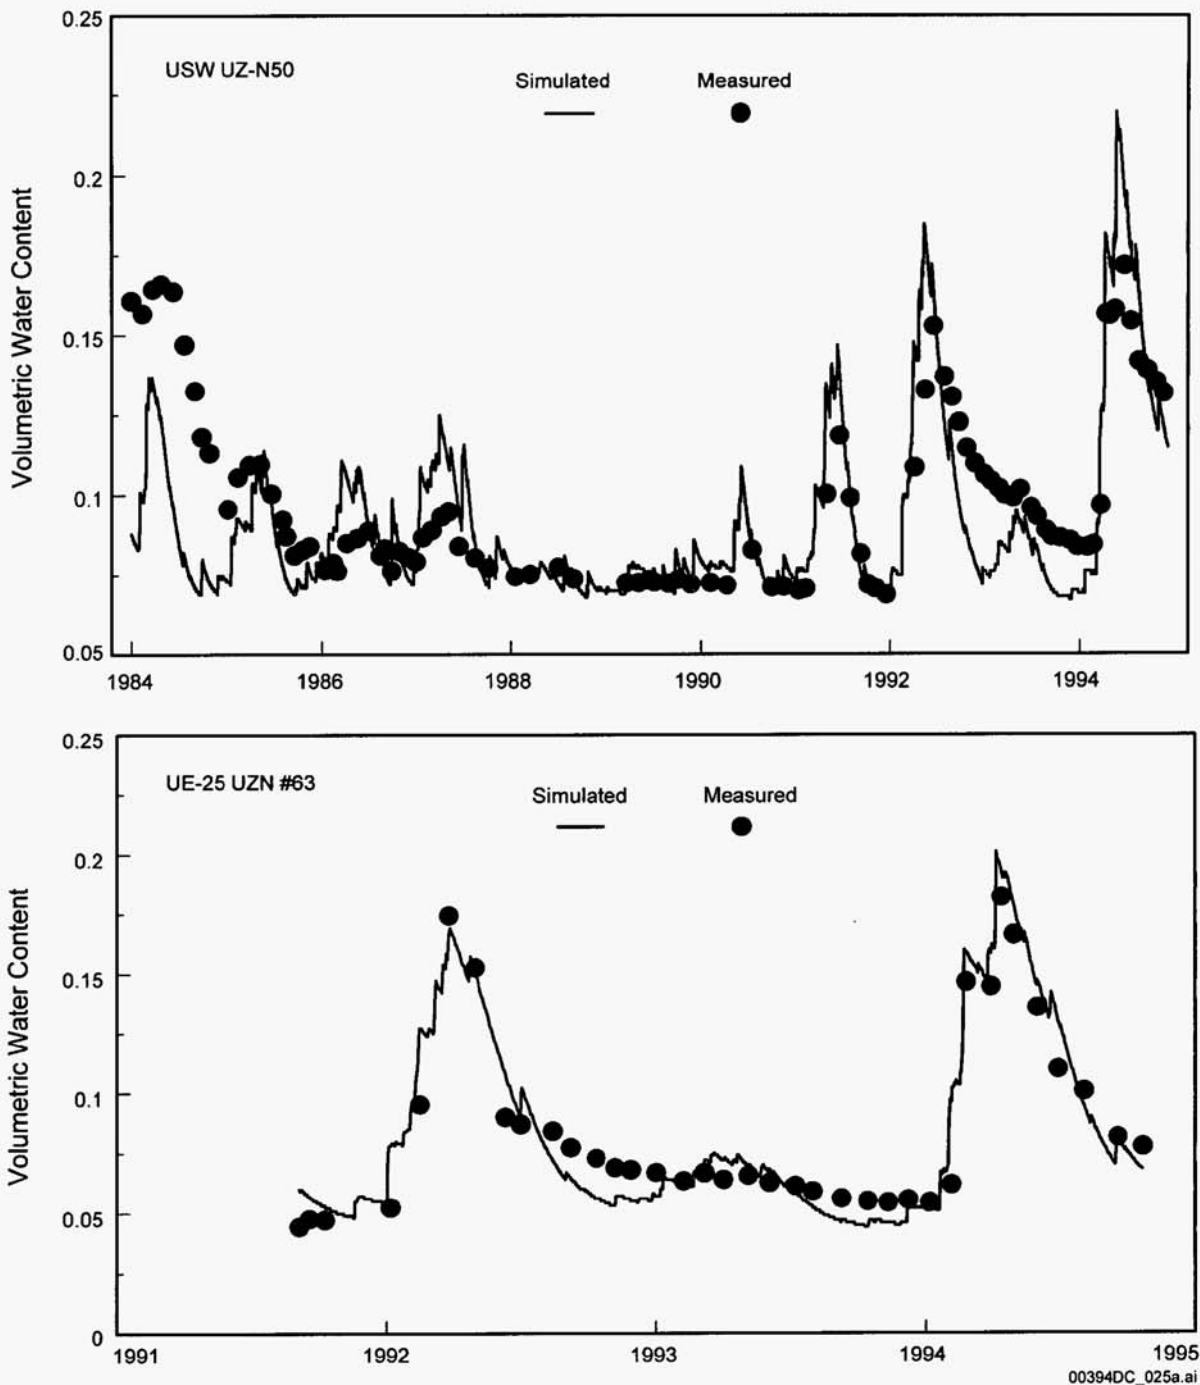 0.25
USW UZ-N50
Simulated Measured
0.2
Volumetric Water Content
0.15
0.1
0.05
1984 1986 1988 1990 1992 1994
0.25
UE-25 UZN #63
Simulated Measured
0.2
Volumetric Water Content
0.15
0.1
0.05
0
1991 1992 1993 1994 1995
00394DC_025a.ai